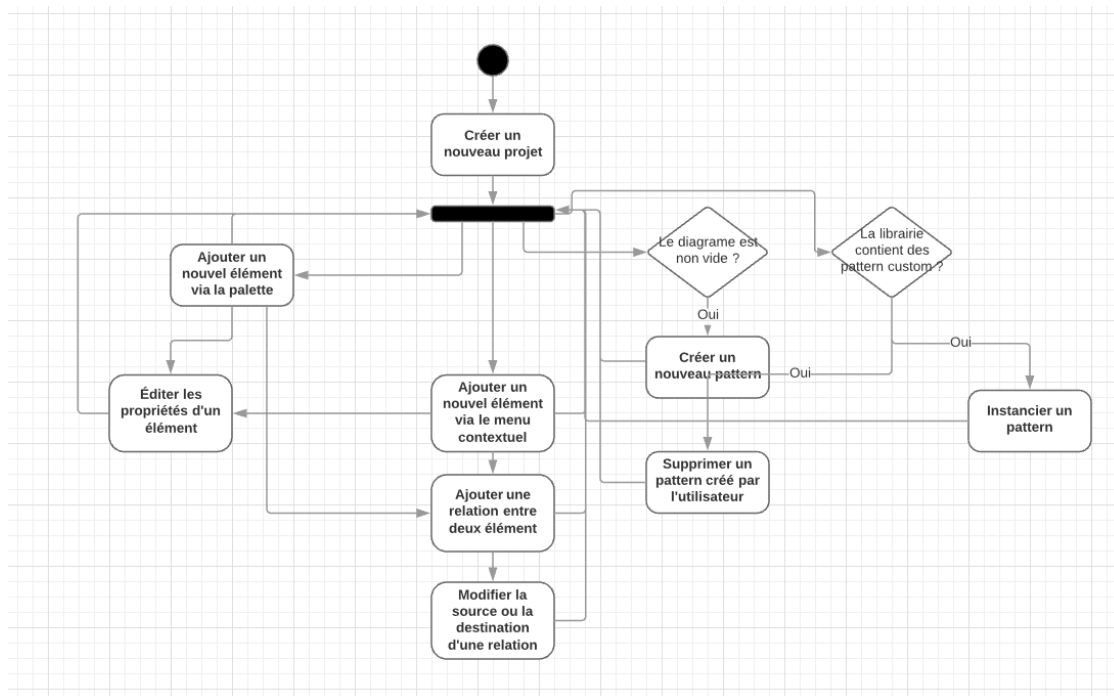 Créer un
nouveau projet
Le diagrame est
non vide ?
La librairie
contient des
pattern custom ?
Ajouter un
nouvel élément
via la palette
Oui
Oui
Créer un
nouveau pattern
Oui
Éditer les
propriétés d'un
élément
Ajouter un
nouvel élément
via le menu
contextuel
Instancier un
pattern
Supprimer un
pattern créé par
l'utilisateur
Ajouter une
relation entre
deux élément
Modifier la
source ou la
destination
d'une relation